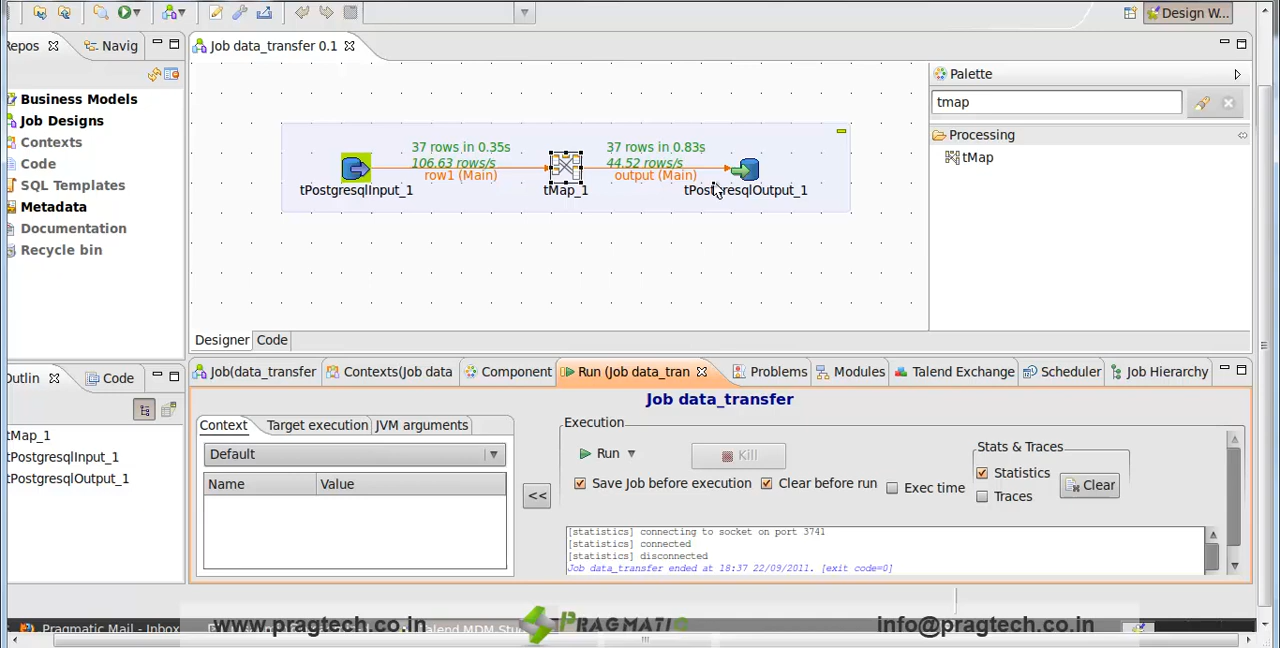 Design W...
Repos
Navig
Job data_transfer 0.1
Business Models
Job Designs
Contexts
Code
SQL Templates
Metadata
Documentation
Recycle bin
37 rows in 0.35s
106.63 rows/s
row1 (Main)
37 rows in 0.83s
44.52 rows/s
output (Main)
tPostgresqlInput_1
tMap_1
tPostgresqlOutput_1
Palette
tmap
Processing
tMap
Designer
Code
Outlin
Code
tMap_1
tPostgresqlInput_1
tPostgresqlOutput_1
Job(data_transfer
Contexts(Job data
Component
Run (Job data_tran
Problems
Modules
Talend Exchange
Scheduler
Job Hierarchy
Job data_transfer
Context
Target execution
JVM arguments
Default
Name
Value
<<
Execution
Run
Kill
Save Job before execution
Clear before run
Exec time
Stats & Traces
Statistics
Traces
Clear
[statistics] connecting to socket on port 3741
[statistics] connected
[statistics] disconnected
Job data_transfer ended at 18:37 22/09/2011. [exit code=0]
Pragmatic Mail - Inbox
www.pragtech.co.in
PRAGMATIC
info@pragtech.co.in